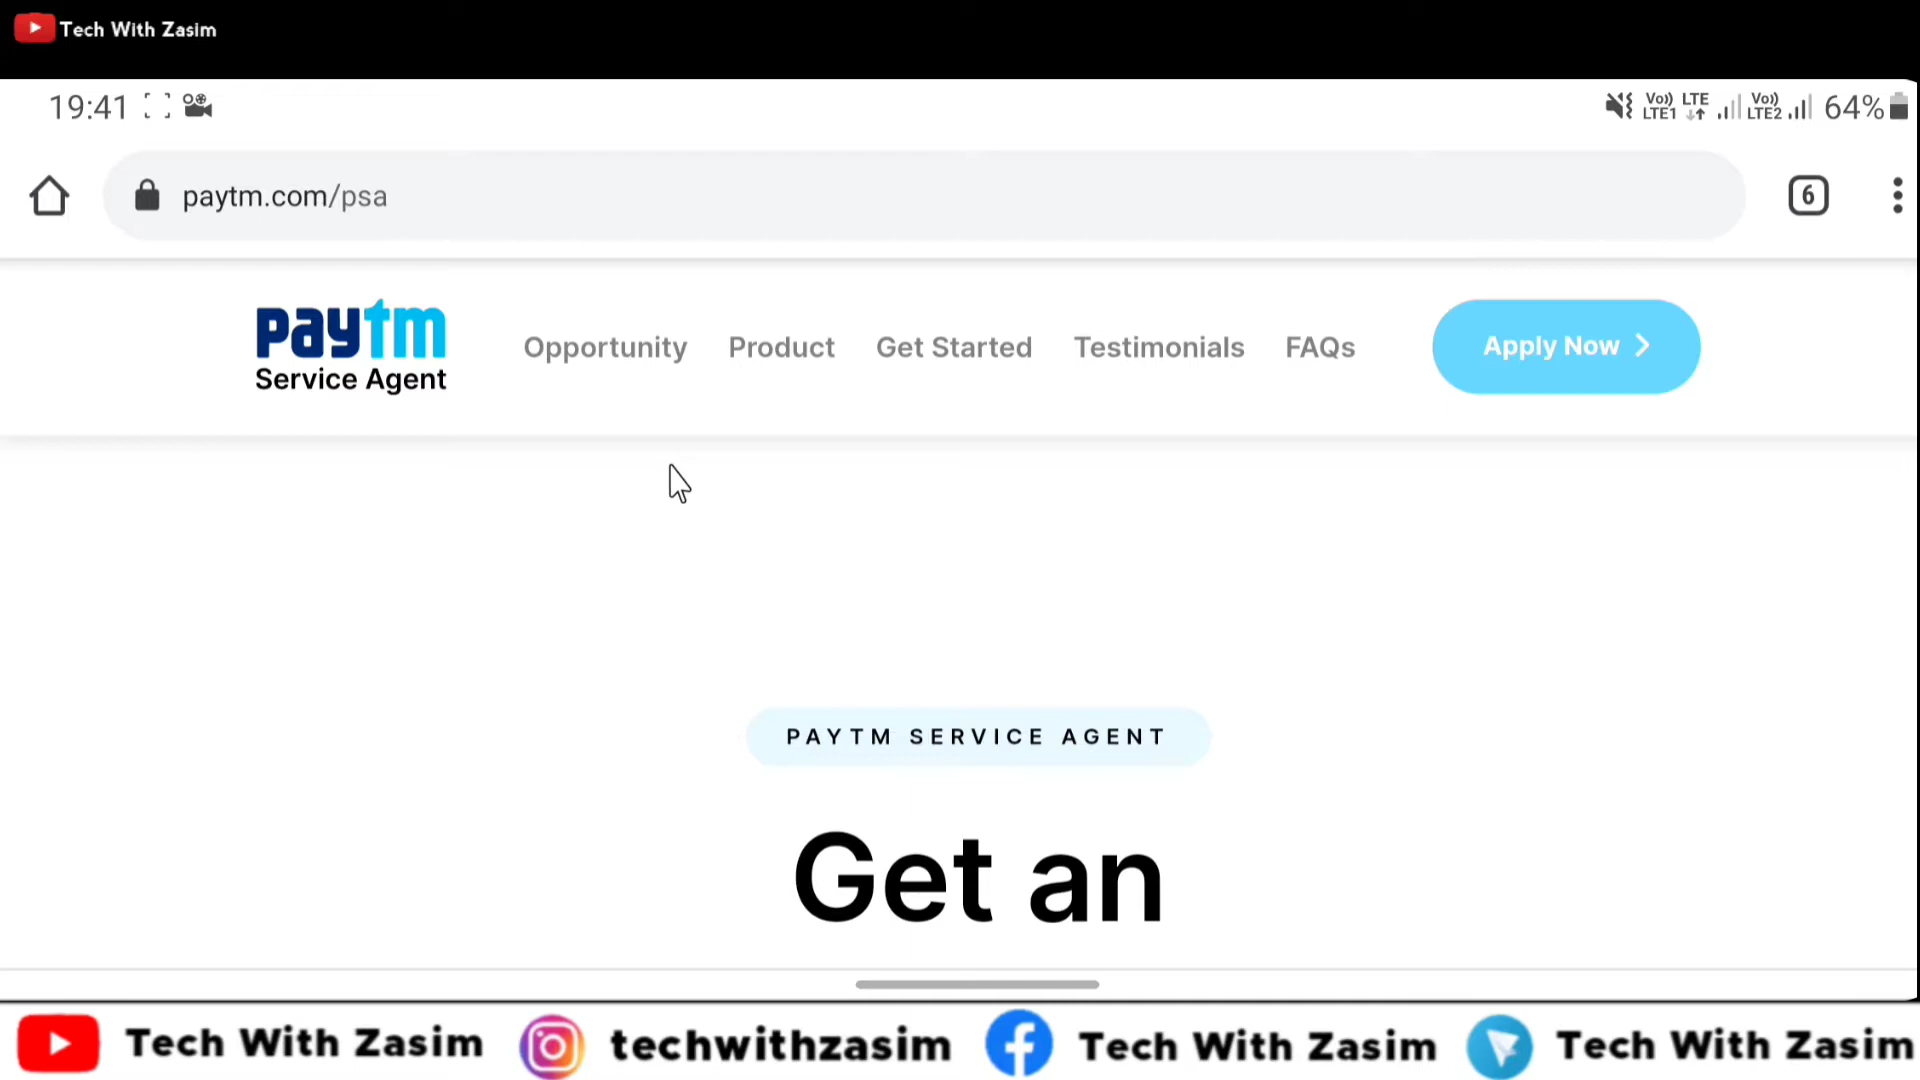 Tech With Zasim
19:41 Vo)) LTE1 LTE Vo)) LTE2 64%
paytm.com/psa 6
paytm
Service Agent
Opportunity Product Get Started Testimonials FAQs Apply Now
PAYTM SERVICE AGENT
Get an
Tech With Zasim techwithzasim Tech With Zasim Tech With Zasim